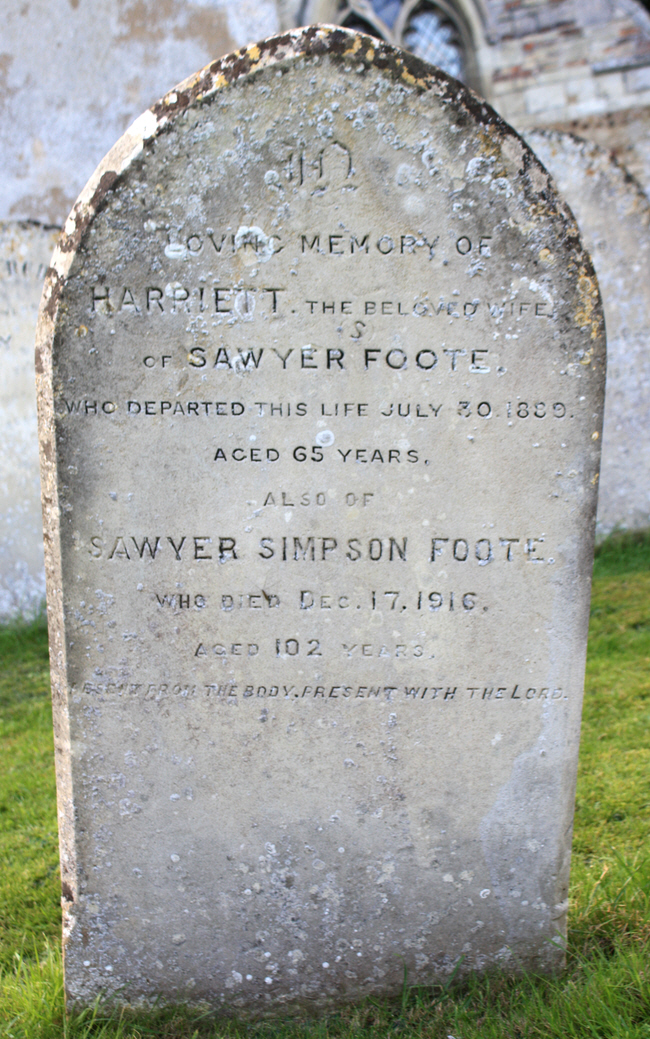 IN
LOVING MEMORY OF
HARRIETT. THE BELOVED WIFE
S
OF SAWYER FOOTE.
WHO DEPARTED THIS LIFE JULY 30. 1889.
AGED 65 YEARS.
ALSO OF
SAWYER SIMPSON FOOTE.
WHO DIED DEC. 17. 1916.
AGED 102 YEARS.
ABSENT FROM THE BODY. PRESENT WITH THE LORD.